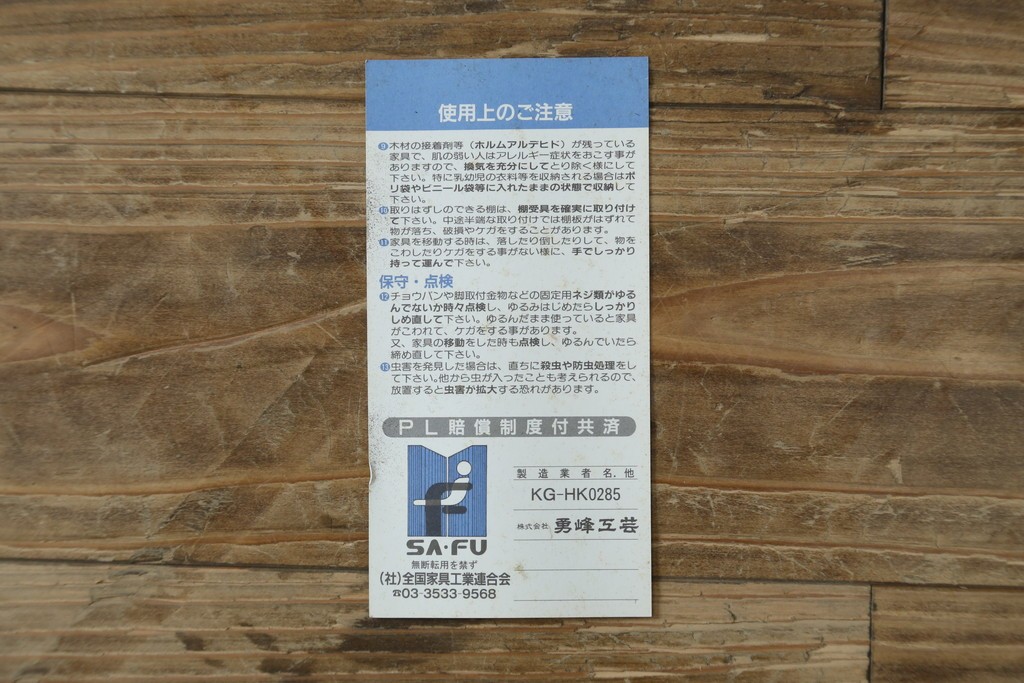 使用上のご注意
❾木材の接着剤等（ホルムアルデヒド）が残っている
家具で、肌の弱い人はアレルギー症状をおこす事が
ありますので、換気を充分にしてとり除く様にして
下さい。特に乳幼児の衣料等を収納される場合はポ
リ袋やビニール袋等に入れたままの状態で収納して
下さい。
❿取りはずしのできる棚は、棚受具を確実に取り付け
て下さい。中途半端な取り付けでは棚板がはずれて
物が落ち、破損やケガをすることがあります。
⓫家具を移動する時は、落したり倒したりして、物を
こわしたりケガをする事がない様に、手でしっかり
持って運んで下さい。
保守・点検
⓬チョウバンや脚取付金物などの固定用ネジ類がゆる
んでないか時々点検し、ゆるみはじめたらしっかり
しめ直して下さい。ゆるんだまま使っていると家具
がこわれて、ケガをする事があります。
又、家具の移動をした時も点検し、ゆるんでいたら
締め直して下さい。
⓭虫害を発見した場合は、直ちに殺虫や防虫処理をし
て下さい。他から虫が入ったことも考えられるので、
放置すると虫害が拡大する恐れがあります。
PL賠償制度付共済
SA・FU
無断転用を禁ず
(社)全国家具工業連合会
☎03-3533-9568
製造業者名.他
KG-HK0285
株式会社 勇峰工芸